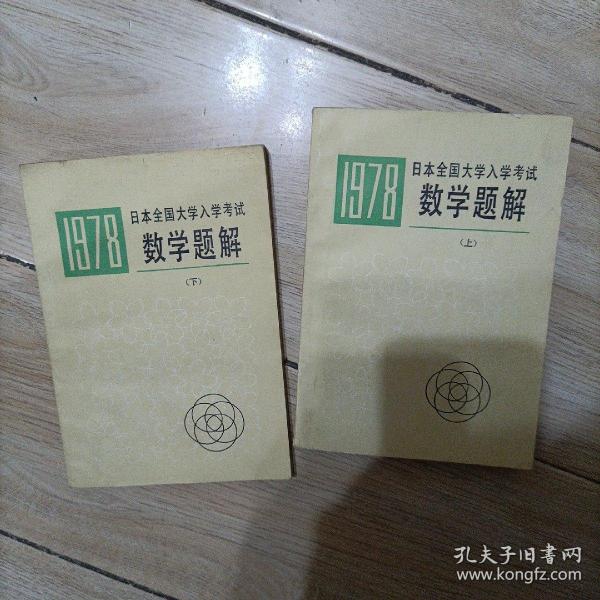 1978
日本全国大学入学考试
数学题解
（下）
1978
日本全国大学入学考试
数学题解
（上）
孔夫子旧书网
www.kongfz.com